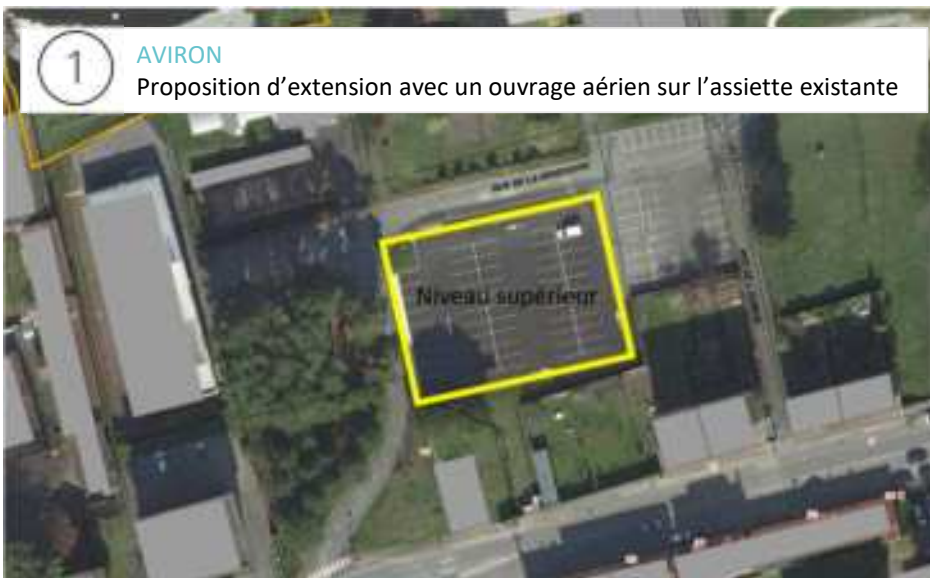 1
AVIRON
Proposition d’extension avec un ouvrage aérien sur l’assiette existante
Niveau supérieur